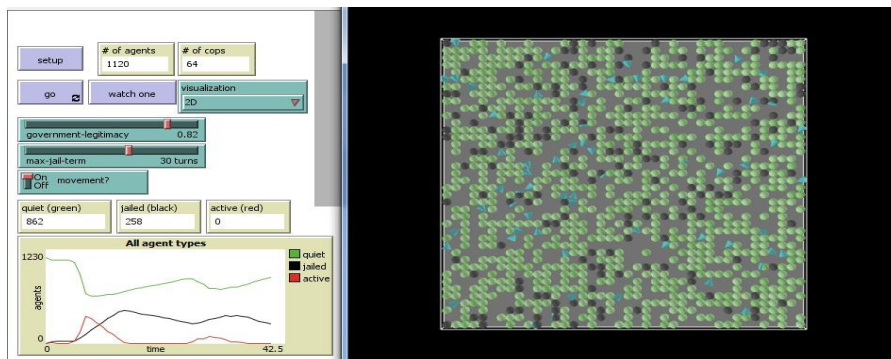 setup
# of agents
1120
# of cops
64
go
watch one
visualization
2D
government-legitimacy 0.82
max-jail-term 30 turns
On
Off
movement?
quiet (green)
862
jailed (black)
258
active (red)
0
All agent types
1230
agents
0
0
time
42.5
quiet
jailed
active